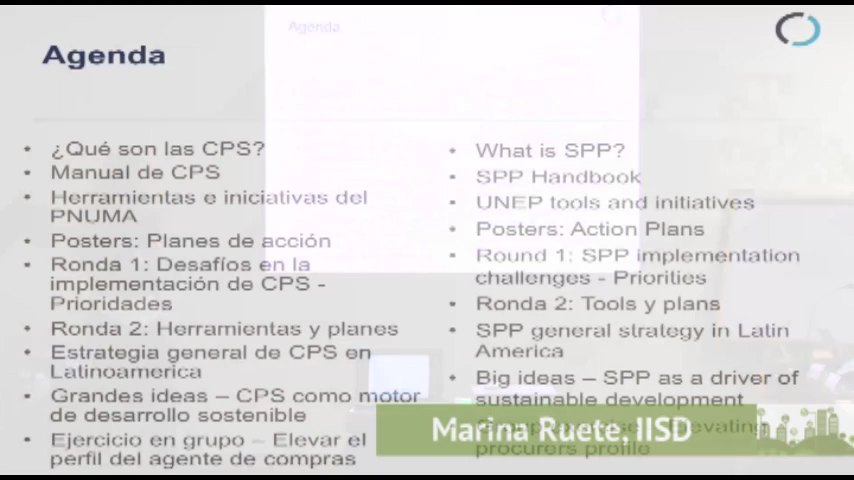 Agenda
Agenda
• ¿Qué son las CPS?
• Manual de CPS
• Herramientas e iniciativas del
PNUMA
• Posters: Planes de acción
• Ronda 1: Desafíos en la
implementación de CPS -
Prioridades
• Ronda 2: Herramientas y planes
• Estrategia general de CPS en
Latinoamerica
• Grandes ideas – CPS como motor
de desarrollo sostenible
• Ejercicio en grupo – Elevar el
perfil del agente de compras
• What is SPP?
• SPP Handbook
• UNEP tools and initiatives
• Posters: Action Plans
• Round 1: SPP implementation
challenges - Priorities
• Ronda 2: Tools y plans
• SPP general strategy in Latin
America
• Big ideas – SPP as a driver of
sustainable development
procurers profile
Marina Ruete, IISD